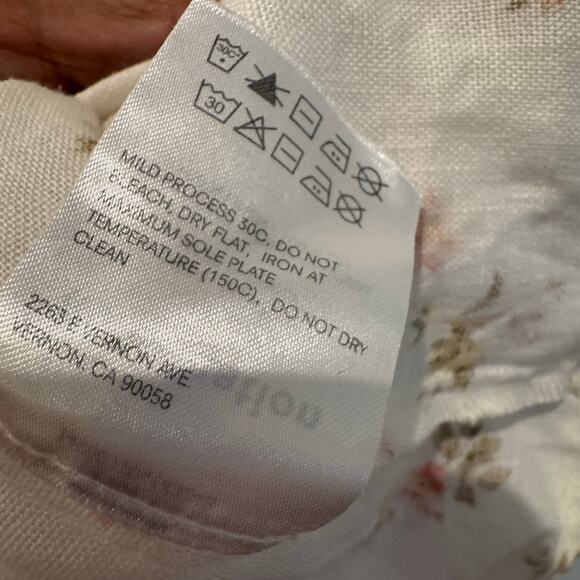 30C
30
MILD PROCESS 30C, DO NOT
BLEACH, DRY FLAT, IRON AT
MAXIMUM SOLE PLATE
TEMPERATURE (150C), DO NOT DRY
CLEAN
2263 E VERNON AVE.
VERNON, CA 90058
ation